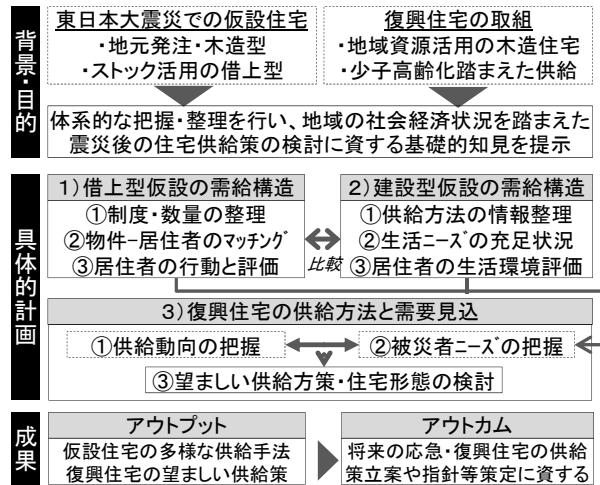 背景・目的
東日本大震災での仮設住宅
・地元発注・木造型
・ストック活用の借上型
復興住宅の取組
・地域資源活用の木造住宅
・少子高齢化踏まえた供給
体系的な把握・整理を行い、地域の社会経済状況を踏まえた
震災後の住宅供給策の検討に資する基礎的知見を提示
具体的計画
1)借上型仮設の需給構造
①制度・数量の整理
②物件−居住者のマッチング
③居住者の行動と評価
比較
2)建設型仮設の需給構造
①供給方法の情報整理
②生活ニーズの充足状況
③居住者の生活環境評価
3)復興住宅の供給方法と需要見込
①供給動向の把握
②被災者ニーズの把握
③望ましい供給方策・住宅形態の検討
成果
アウトプット
仮設住宅の多様な供給手法
復興住宅の望ましい供給策
アウトカム
将来の応急・復興住宅の供給
策立案や指針等策定に資する